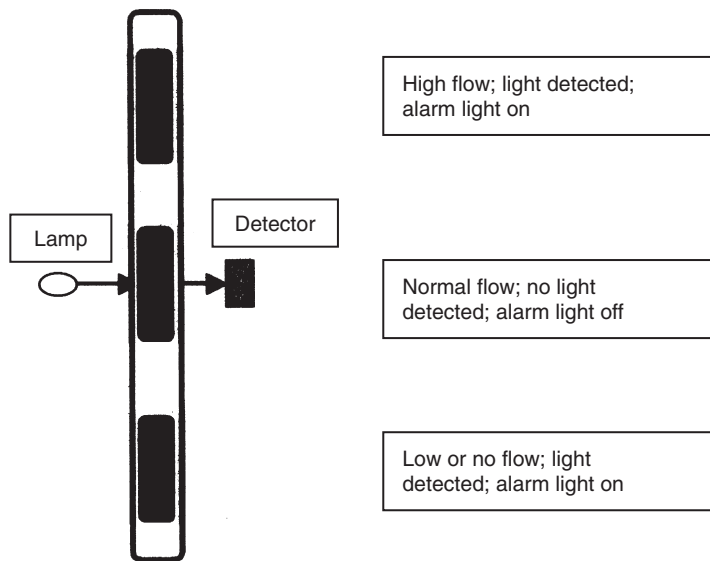 High flow; light detected;
alarm light on
Lamp
Detector
Normal flow; no light
detected; alarm light off
Low or no flow; light
detected; alarm light on